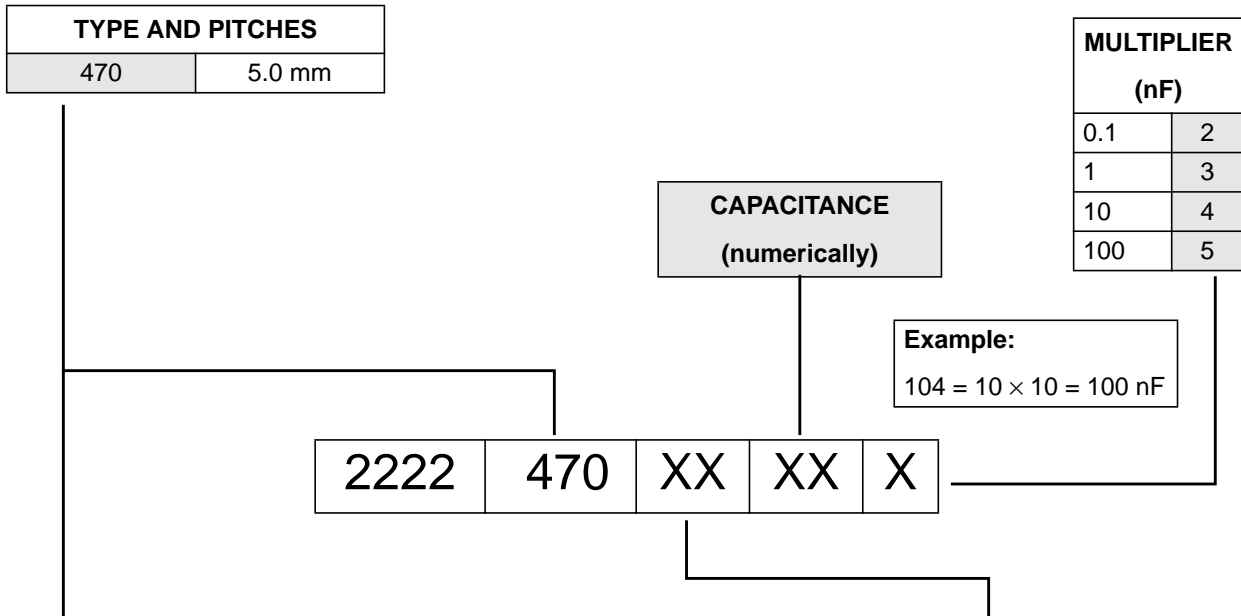 TYPE AND PITCHES
470 5.0 mm
MULTIPLIER
(nF)
0.1 2
1 3
10 4
100 5
CAPACITANCE
(numerically)
Example:
104 = 10 × 10 = 100 nF
2222 470 XX XX X